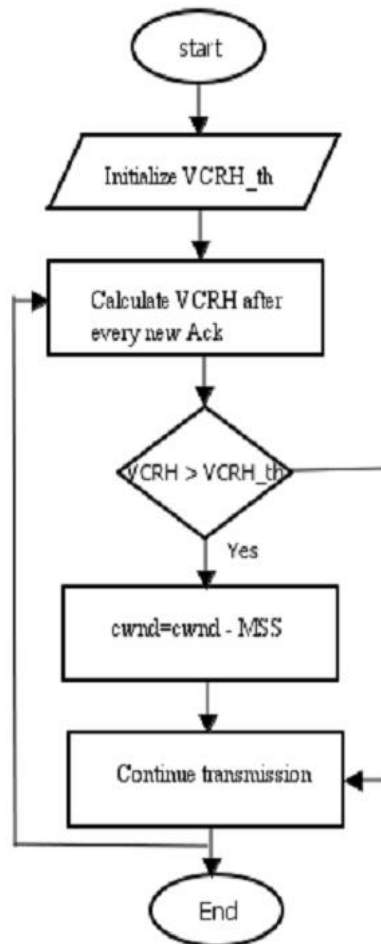 start
Initialize VCRH_th
Calculate VCRH after
every new Ack
VCRH > VCRH_th
Yes
cwnd=cwnd - MSS
Continue transmission
End